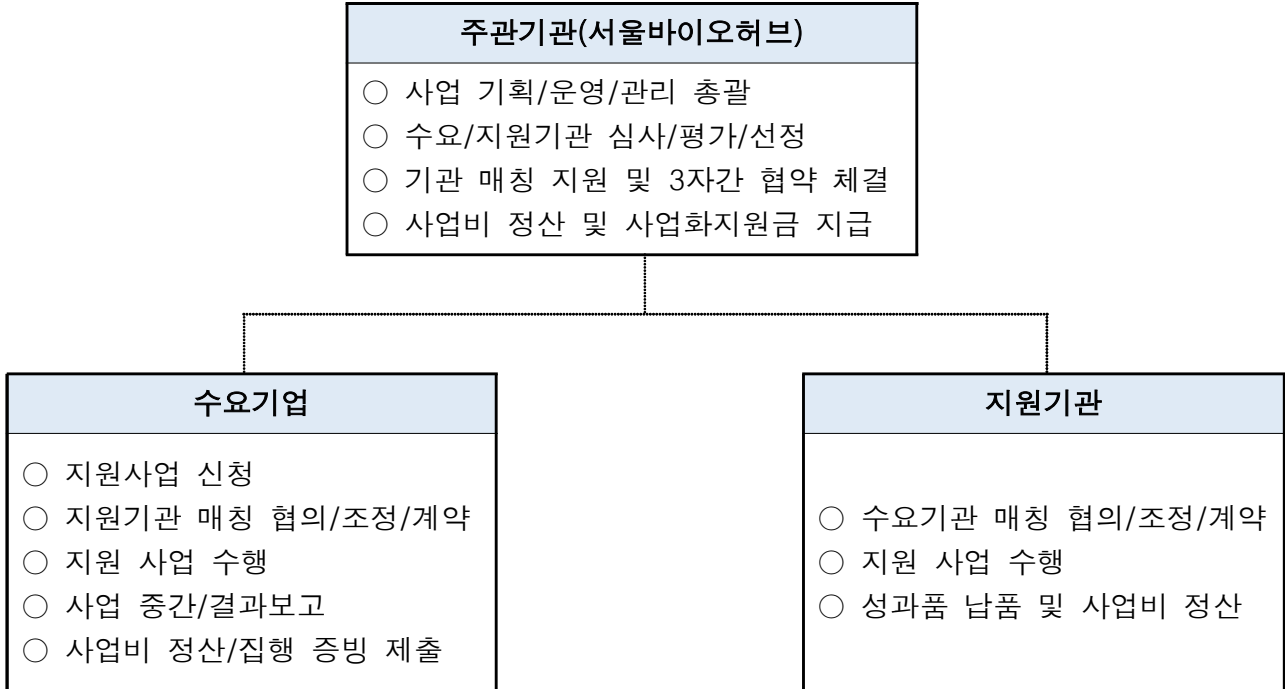 주관기관(서울바이오허브)
○ 사업 기획/운영/관리 총괄
○ 수요/지원기관 심사/평가/선정
○ 기관 매칭 지원 및 3자간 협약 체결
○ 사업비 정산 및 사업화지원금 지급
수요기업
○ 지원사업 신청
○ 지원기관 매칭 협의/조정/계약
○ 지원 사업 수행
○ 사업 중간/결과보고
○ 사업비 정산/집행 증빙 제출
지원기관
○ 수요기관 매칭 협의/조정/계약
○ 지원 사업 수행
○ 성과품 납품 및 사업비 정산